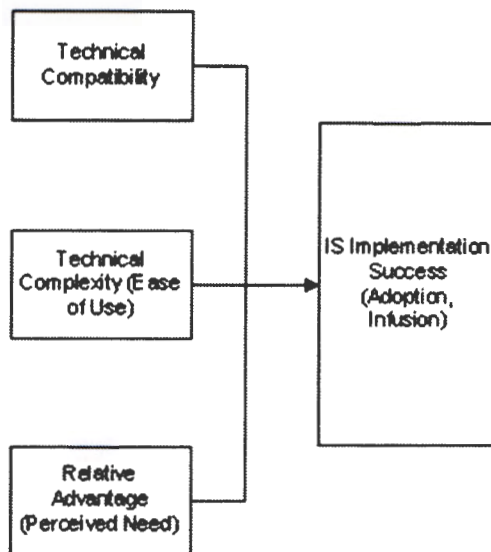 Technical
Compatibility
Technical
Complexity (Ease
of Use)
Relative
Advantage
(Perceived Need)
IS Implementation
Success
(Adoption,
Infusion)